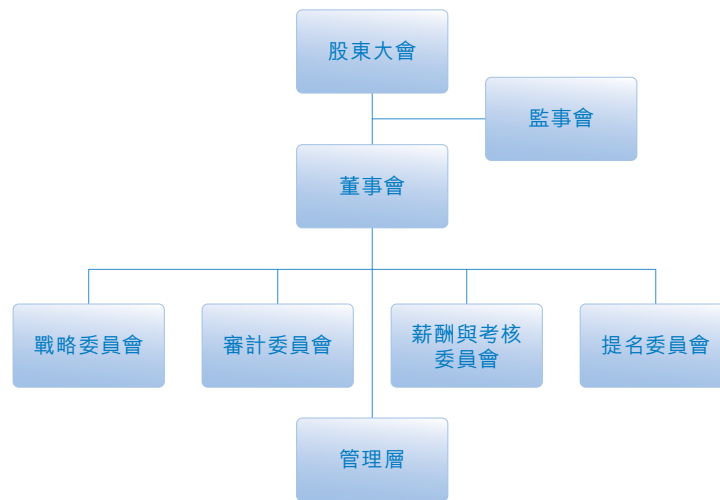 股東大會
監事會
董事會
戰略委員會
審計委員會
薪酬與考核
委員會
提名委員會
管理層